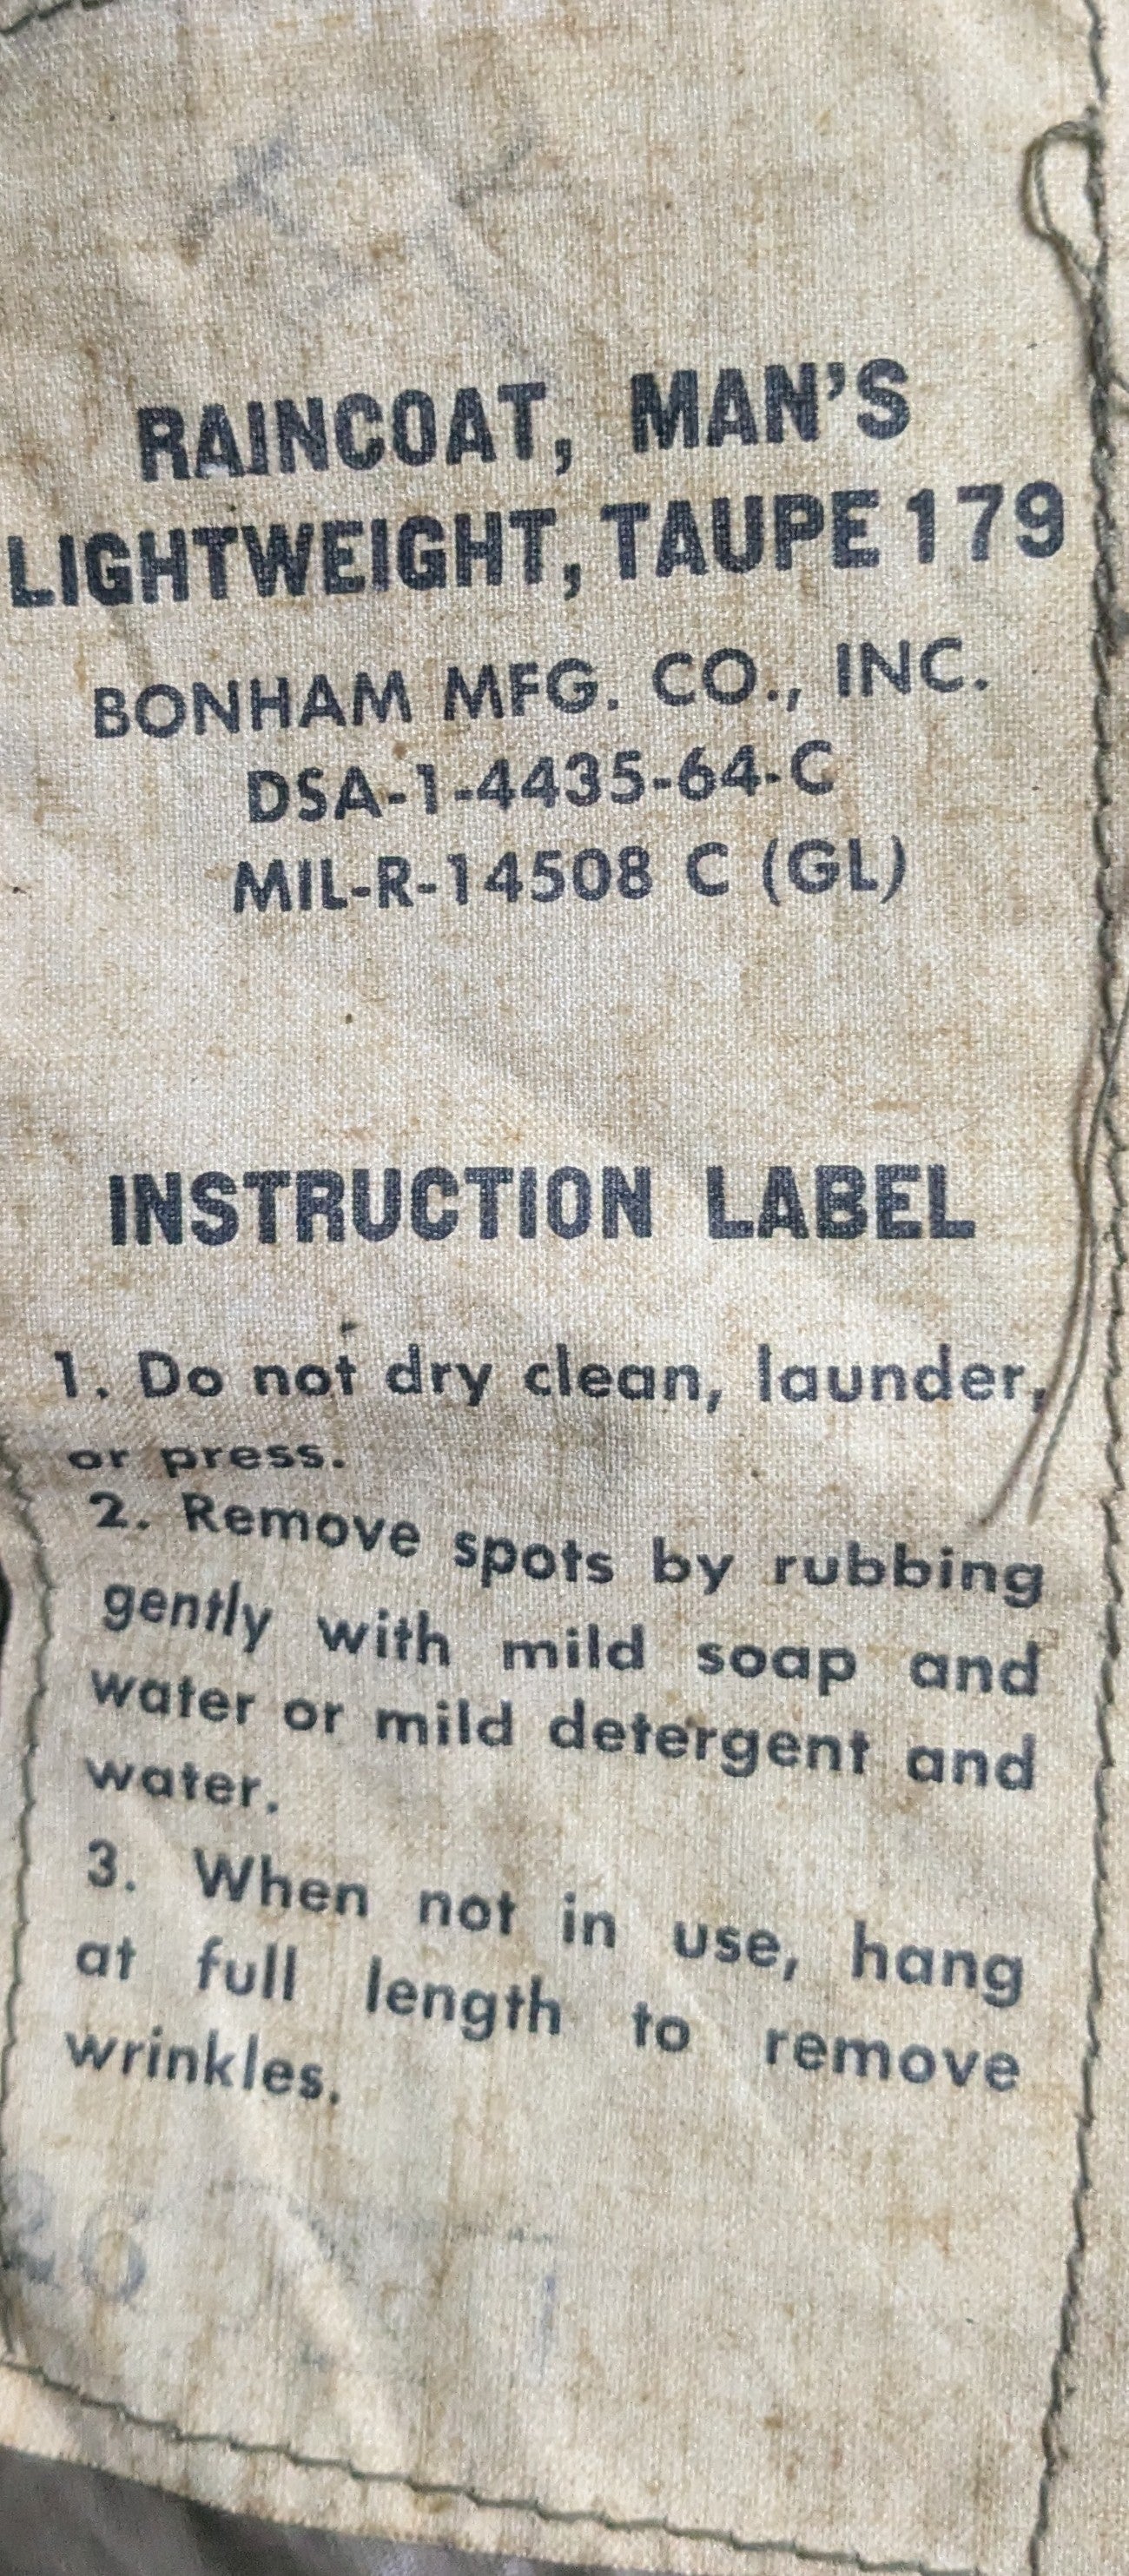 RAINCOAT, MAN'S
LIGHTWEIGHT, TAUPE 179
BONHAM MFG. CO., INC.
DSA-1-4435-64-C
MIL-R-14508 C (GL)
INSTRUCTION LABEL
1. Do not dry clean, launder,
or press.
2. Remove spots by rubbing
gently with mild soap and
water or mild detergent and
water.
3. When not in use, hang
at full length to remove
wrinkles.
26